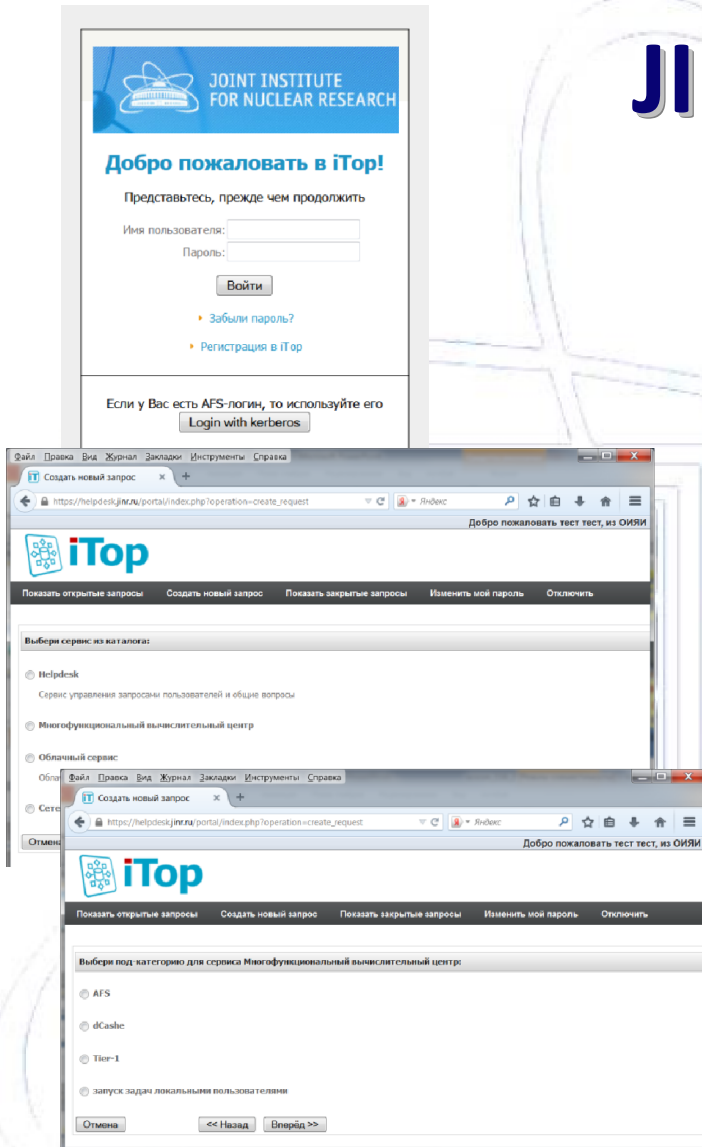 JOINT INSTITUTE
FOR NUCLEAR RESEARCH
JI
Добро пожаловать в iTop!
Представьтесь, прежде чем продолжить
Имя пользователя:
Пароль:
Войти
Забыли пароль?
Регистрация в iTop
Если у Вас есть AFS-логин, то используйте его
Login with kerberos
Файл Правка Вид Журнал Закладки Инструменты Справка
Создать новый запрос
https://helpdesk.jinr.ru/portal/index.php?operation=create_request
Яндекс
Добро пожаловать тест тест, из ОИЯИ
iTop
Показать открытые запросы Создать новый запрос Показать закрытые запросы Изменить мой пароль Отключить
Выбери сервис из каталога:
Helpdesk
Сервис управления запросами пользователей и общие вопросы
Многофункциональный вычислительный центр
Облачный сервис
Обла
Сете
Отмен
Файл Правка Вид Журнал Закладки Инструменты Справка
Создать новый запрос
https://helpdesk.jinr.ru/portal/index.php?operation=create_request
Яндекс
Добро пожаловать тест тест, из ОИЯИ
iTop
Показать открытые запросы Создать новый запрос Показать закрытые запросы Изменить мой пароль Отключить
Выбери под-категорию для сервиса Многофункциональный вычислительный центр:
AFS
dCashe
Tier-1
запуск задач локальными пользователями
Отмена << Назад Вперёд >>